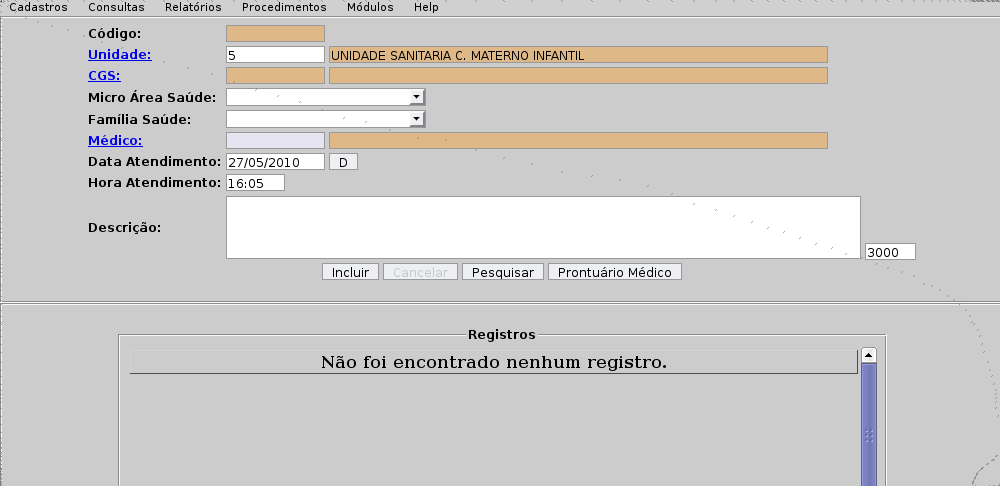 Cadastros Consultas Relatórios Procedimentos Módulos Help
Código:
Unidade: 5 UNIDADE SANITARIA C. MATERNO INFANTIL
CGS:
Micro Área Saúde:
Família Saúde:
Médico:
Data Atendimento: 27/05/2010 D
Hora Atendimento: 16:05
Descrição:
3000
Incluir Cancelar Pesquisar Prontuário Médico
Registros
Não foi encontrado nenhum registro.